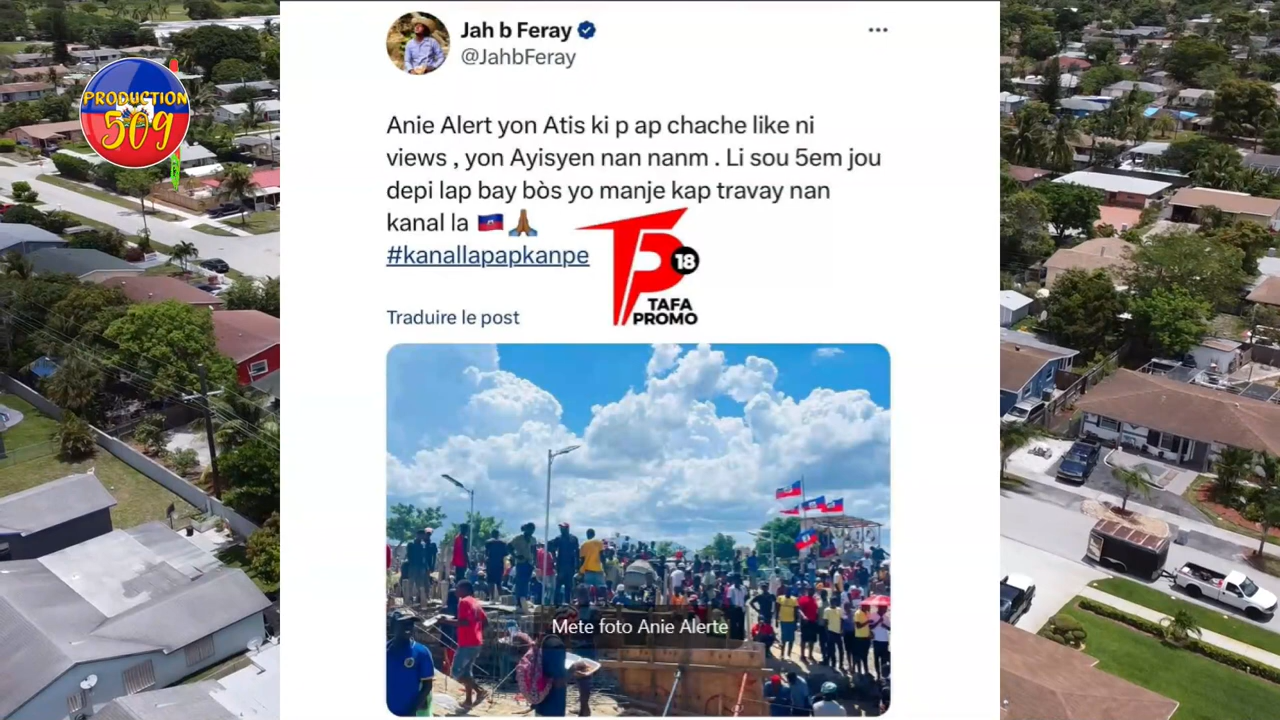 PRODUCTION
509
Jah b Feray
@JahbFeray
Anie Alert yon Atis ki p ap chache like ni
views , yon Ayisyen nan nanm . Li sou 5em jou
depi lap bay bòs yo manje kap travay nan
kanal la 🇭🇹🙏🏾
#kanallapapkanpe
TP
18
TAFA
PROMO
Traduire le post
Mete foto Anie Alerte